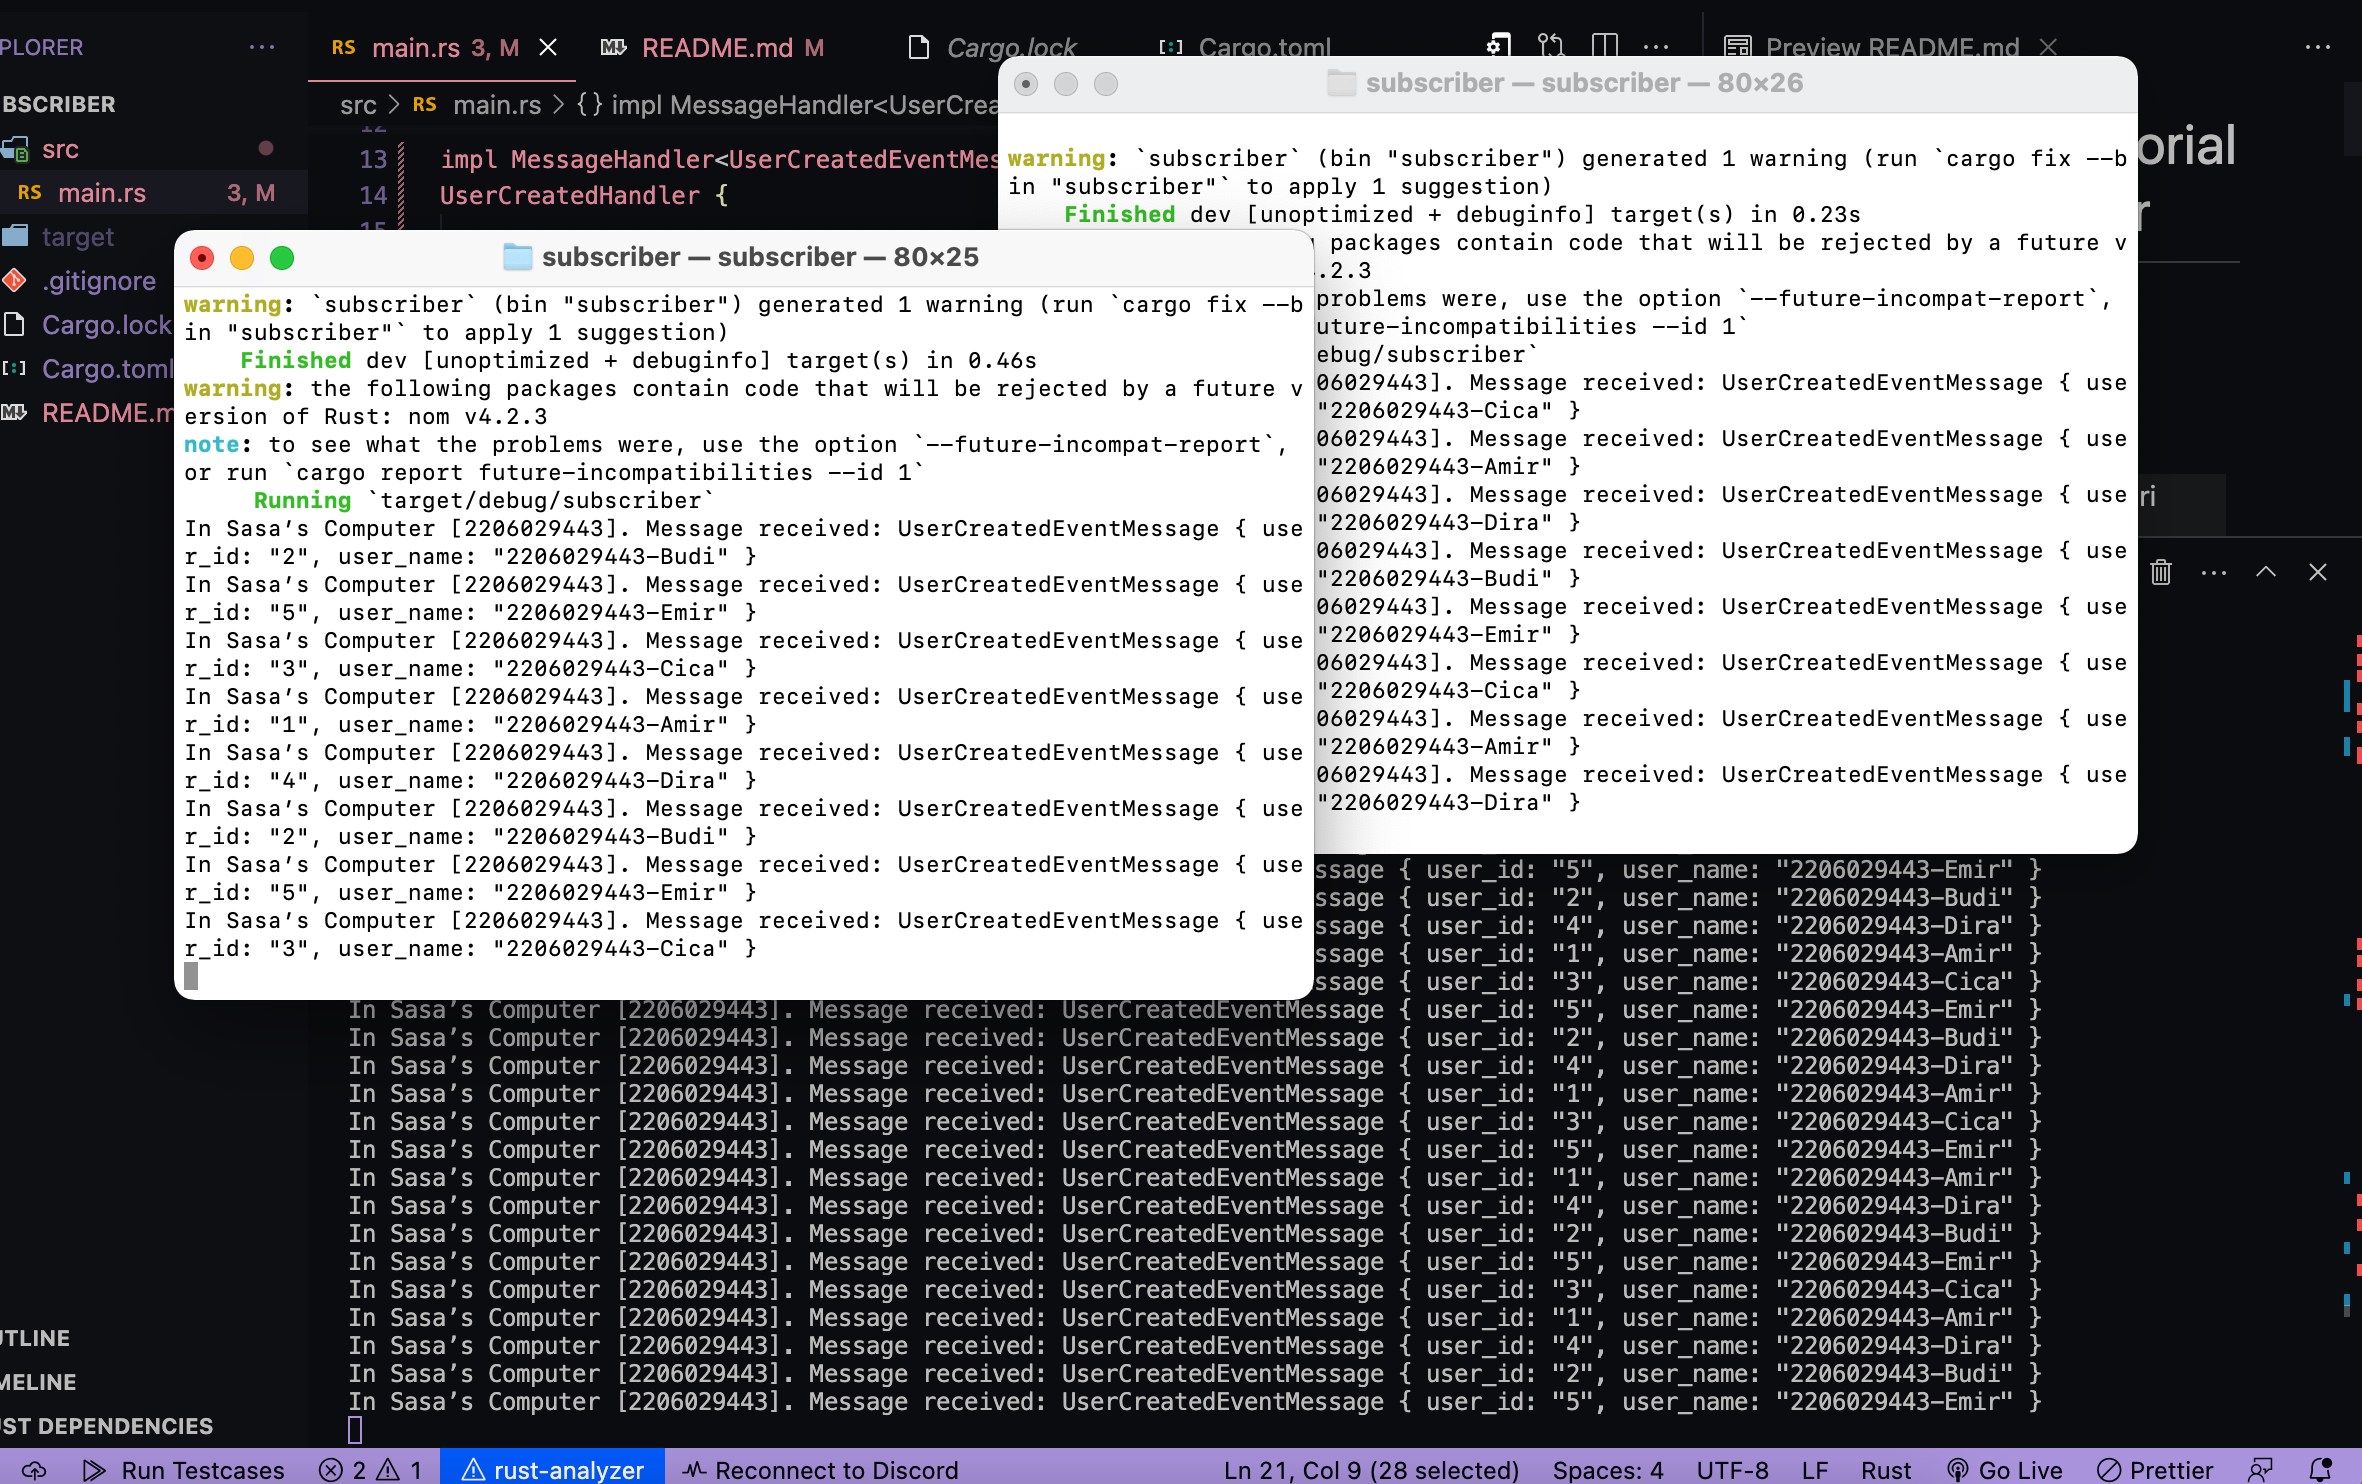 PLORER
BSCRIBER
src
RS main.rs 3, M
target
.gitignore
Cargo.lock
Cargo.toml
README.m
UTLINE
MELINE
UST DEPENDENCIES
RS main.rs 3, M
README.md M
Cargo.lock
Cargo.toml
Preview README.md
src > RS main.rs > {} impl MessageHandler<UserCrea
12
13 impl MessageHandler<UserCreatedEventMes
14 UserCreatedHandler {
15
orial
r
ri
subscriber — subscriber — 80×26
warning: `subscriber` (bin "subscriber") generated 1 warning (run `cargo fix --b
in "subscriber"` to apply 1 suggestion)
Finished dev [unoptimized + debuginfo] target(s) in 0.23s
packages contain code that will be rejected by a future v
.2.3
problems were, use the option `--future-incompat-report`,
uture-incompatibilities --id 1`
ebug/subscriber`
06029443]. Message received: UserCreatedEventMessage { use
"2206029443-Cica" }
06029443]. Message received: UserCreatedEventMessage { use
"2206029443-Amir" }
06029443]. Message received: UserCreatedEventMessage { use
"2206029443-Dira" }
06029443]. Message received: UserCreatedEventMessage { use
"2206029443-Budi" }
06029443]. Message received: UserCreatedEventMessage { use
"2206029443-Emir" }
06029443]. Message received: UserCreatedEventMessage { use
"2206029443-Cica" }
06029443]. Message received: UserCreatedEventMessage { use
"2206029443-Amir" }
06029443]. Message received: UserCreatedEventMessage { use
"2206029443-Dira" }
subscriber — subscriber — 80×25
warning: `subscriber` (bin "subscriber") generated 1 warning (run `cargo fix --b
in "subscriber"` to apply 1 suggestion)
Finished dev [unoptimized + debuginfo] target(s) in 0.46s
warning: the following packages contain code that will be rejected by a future v
ersion of Rust: nom v4.2.3
note: to see what the problems were, use the option `--future-incompat-report`,
or run `cargo report future-incompatibilities --id 1`
Running `target/debug/subscriber`
In Sasa’s Computer [2206029443]. Message received: UserCreatedEventMessage { use
r_id: "2", user_name: "2206029443-Budi" }
In Sasa’s Computer [2206029443]. Message received: UserCreatedEventMessage { use
r_id: "5", user_name: "2206029443-Emir" }
In Sasa’s Computer [2206029443]. Message received: UserCreatedEventMessage { use
r_id: "3", user_name: "2206029443-Cica" }
In Sasa’s Computer [2206029443]. Message received: UserCreatedEventMessage { use
r_id: "1", user_name: "2206029443-Amir" }
In Sasa’s Computer [2206029443]. Message received: UserCreatedEventMessage { use
r_id: "4", user_name: "2206029443-Dira" }
In Sasa’s Computer [2206029443]. Message received: UserCreatedEventMessage { use
r_id: "2", user_name: "2206029443-Budi" }
In Sasa’s Computer [2206029443]. Message received: UserCreatedEventMessage { use
r_id: "5", user_name: "2206029443-Emir" }
In Sasa’s Computer [2206029443]. Message received: UserCreatedEventMessage { use
r_id: "3", user_name: "2206029443-Cica" }
ssage { user_id: "5", user_name: "2206029443-Emir" }
ssage { user_id: "2", user_name: "2206029443-Budi" }
ssage { user_id: "4", user_name: "2206029443-Dira" }
ssage { user_id: "1", user_name: "2206029443-Amir" }
ssage { user_id: "3", user_name: "2206029443-Cica" }
In Sasa’s Computer [2206029443]. Message received: UserCreatedEventMessage { user_id: "5", user_name: "2206029443-Emir" }
In Sasa’s Computer [2206029443]. Message received: UserCreatedEventMessage { user_id: "2", user_name: "2206029443-Budi" }
In Sasa’s Computer [2206029443]. Message received: UserCreatedEventMessage { user_id: "4", user_name: "2206029443-Dira" }
In Sasa’s Computer [2206029443]. Message received: UserCreatedEventMessage { user_id: "1", user_name: "2206029443-Amir" }
In Sasa’s Computer [2206029443]. Message received: UserCreatedEventMessage { user_id: "3", user_name: "2206029443-Cica" }
In Sasa’s Computer [2206029443]. Message received: UserCreatedEventMessage { user_id: "5", user_name: "2206029443-Emir" }
In Sasa’s Computer [2206029443]. Message received: UserCreatedEventMessage { user_id: "1", user_name: "2206029443-Amir" }
In Sasa’s Computer [2206029443]. Message received: UserCreatedEventMessage { user_id: "4", user_name: "2206029443-Dira" }
In Sasa’s Computer [2206029443]. Message received: UserCreatedEventMessage { user_id: "2", user_name: "2206029443-Budi" }
In Sasa’s Computer [2206029443]. Message received: UserCreatedEventMessage { user_id: "5", user_name: "2206029443-Emir" }
In Sasa’s Computer [2206029443]. Message received: UserCreatedEventMessage { user_id: "3", user_name: "2206029443-Cica" }
In Sasa’s Computer [2206029443]. Message received: UserCreatedEventMessage { user_id: "1", user_name: "2206029443-Amir" }
In Sasa’s Computer [2206029443]. Message received: UserCreatedEventMessage { user_id: "4", user_name: "2206029443-Dira" }
In Sasa’s Computer [2206029443]. Message received: UserCreatedEventMessage { user_id: "2", user_name: "2206029443-Budi" }
In Sasa’s Computer [2206029443]. Message received: UserCreatedEventMessage { user_id: "5", user_name: "2206029443-Emir" }
Run Testcases 2 1 rust-analyzer Reconnect to Discord Ln 21, Col 9 (28 selected) Spaces: 4 UTF-8 LF Rust Go Live Prettier